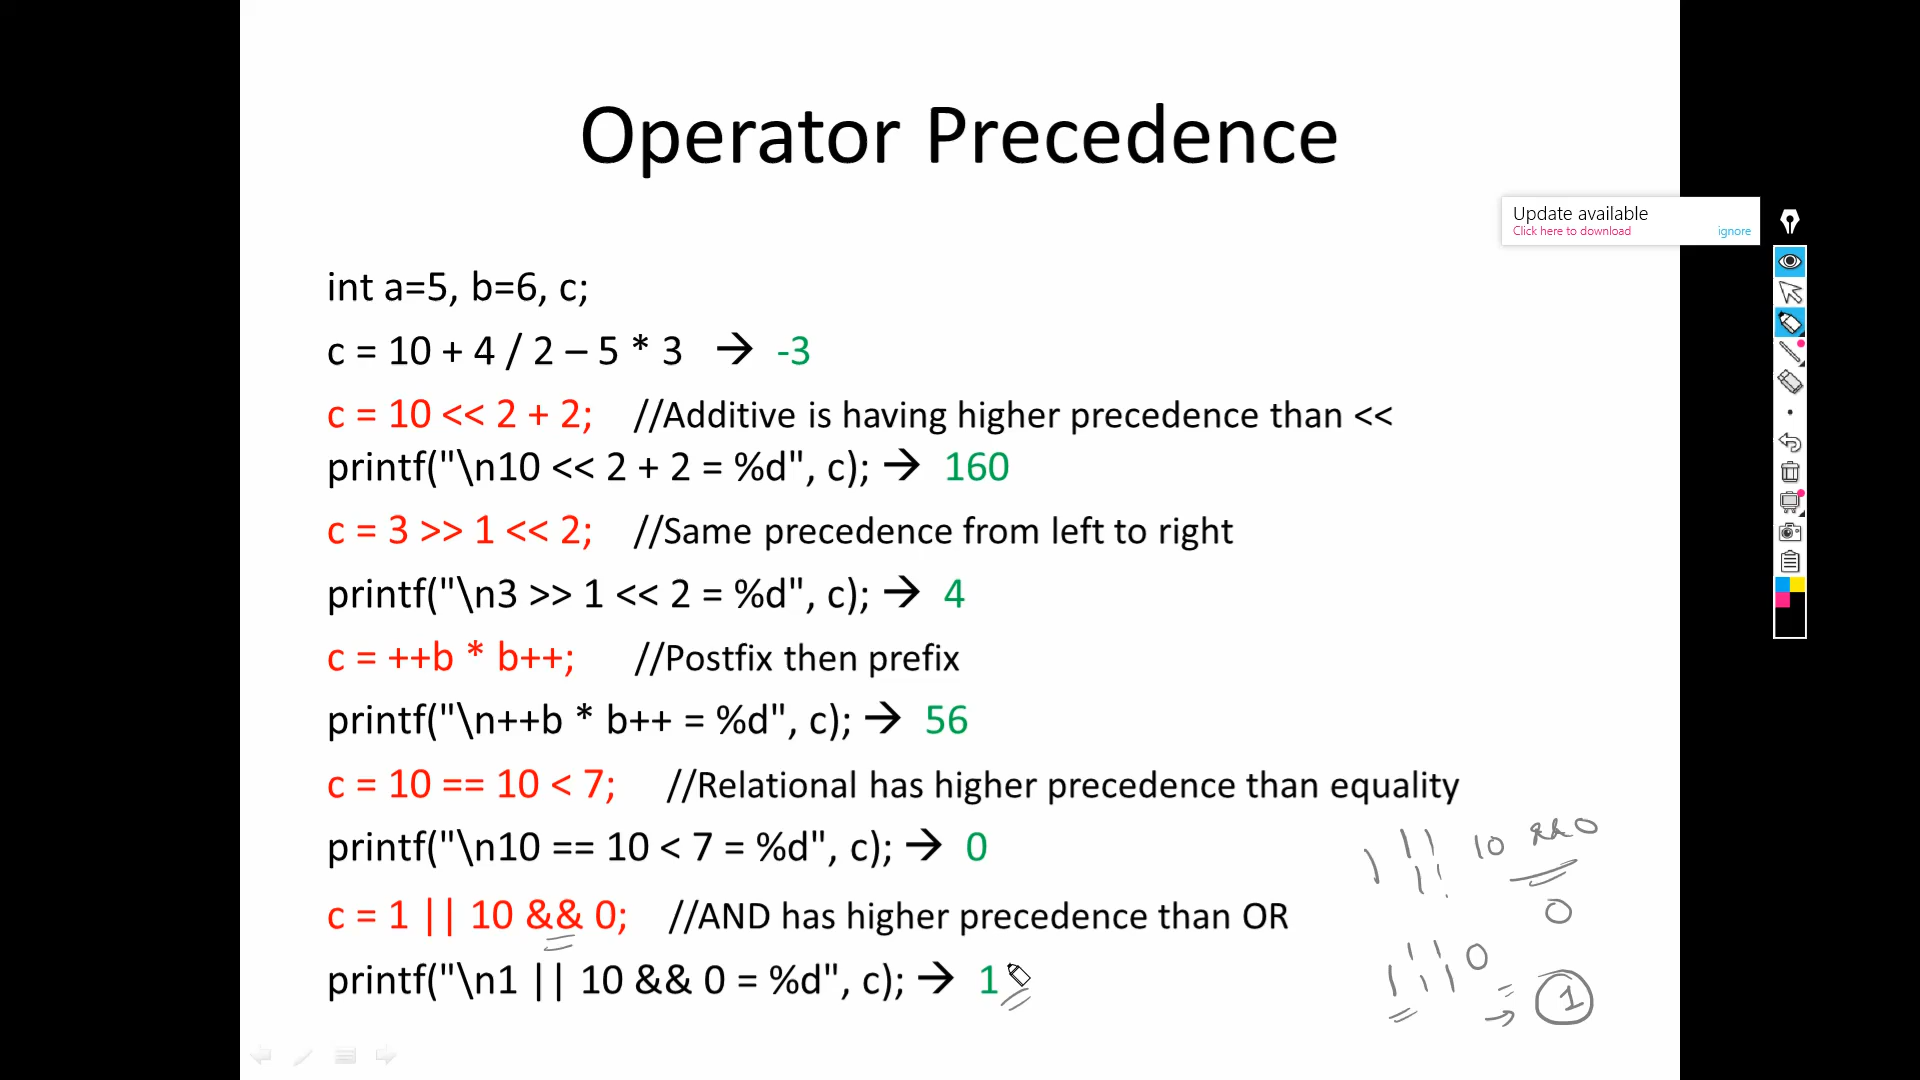 Operator Precedence
Update available
Click here to download ignore
int a=5, b=6, c;
c = 10 + 4 / 2 – 5 * 3 → -3
c = 10 << 2 + 2; //Additive is having higher precedence than <<
printf("\n10 << 2 + 2 = %d", c); → 160
c = 3 >> 1 << 2; //Same precedence from left to right
printf("\n3 >> 1 << 2 = %d", c); → 4
c = ++b * b++; //Postfix then prefix
printf("\n++b * b++ = %d", c); → 56
c = 10 == 10 < 7; //Relational has higher precedence than equality
printf("\n10 == 10 < 7 = %d", c); → 0
1 || 10 && 0
0
c = 1 || 10 && 0; //AND has higher precedence than OR
1 || 0
printf("\n1 || 10 && 0 = %d", c); → 1
→ 1